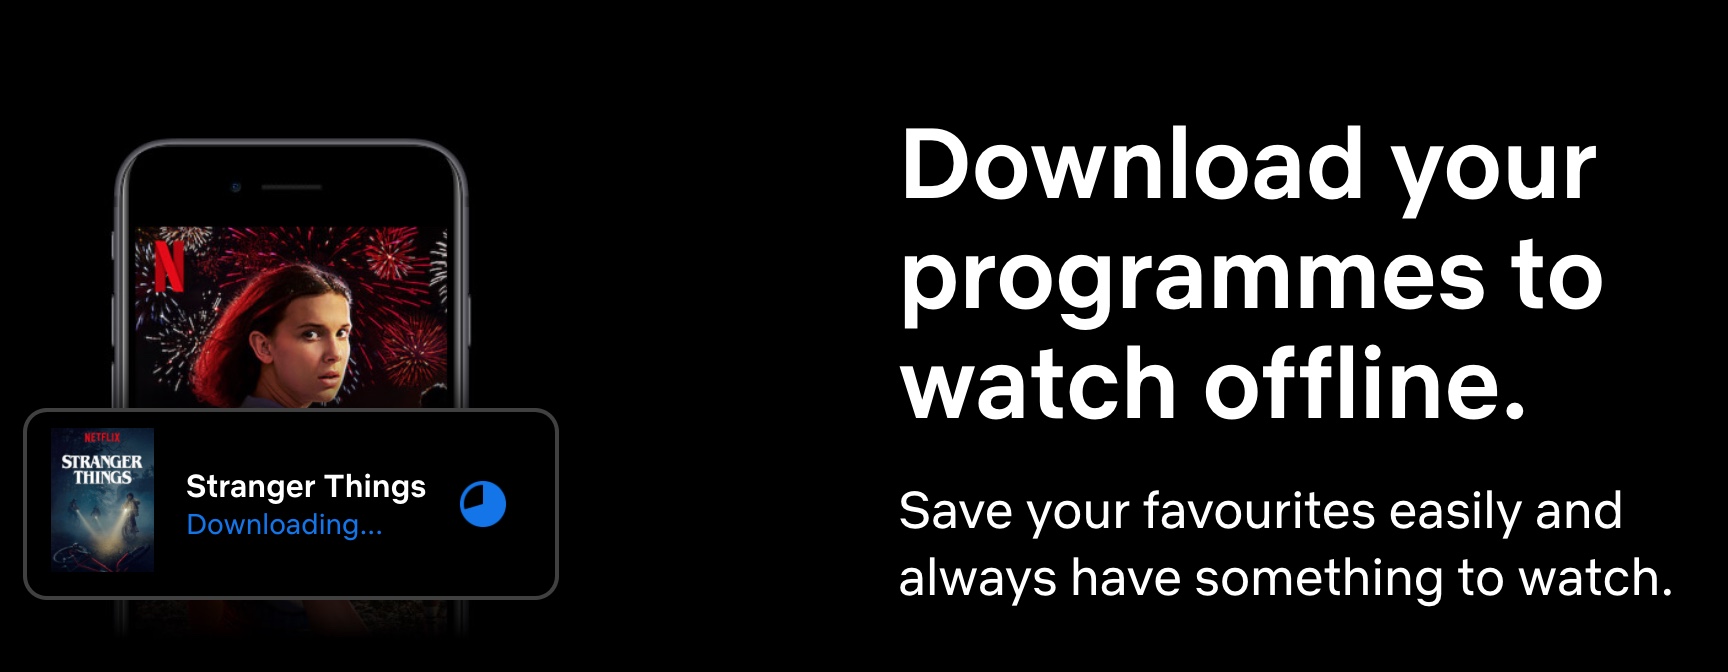 Download your
programmes to
watch offline.
Save your favourites easily and
always have something to watch.
N
NETFLIX
STRANGER
THINGS
Stranger Things
Downloading...